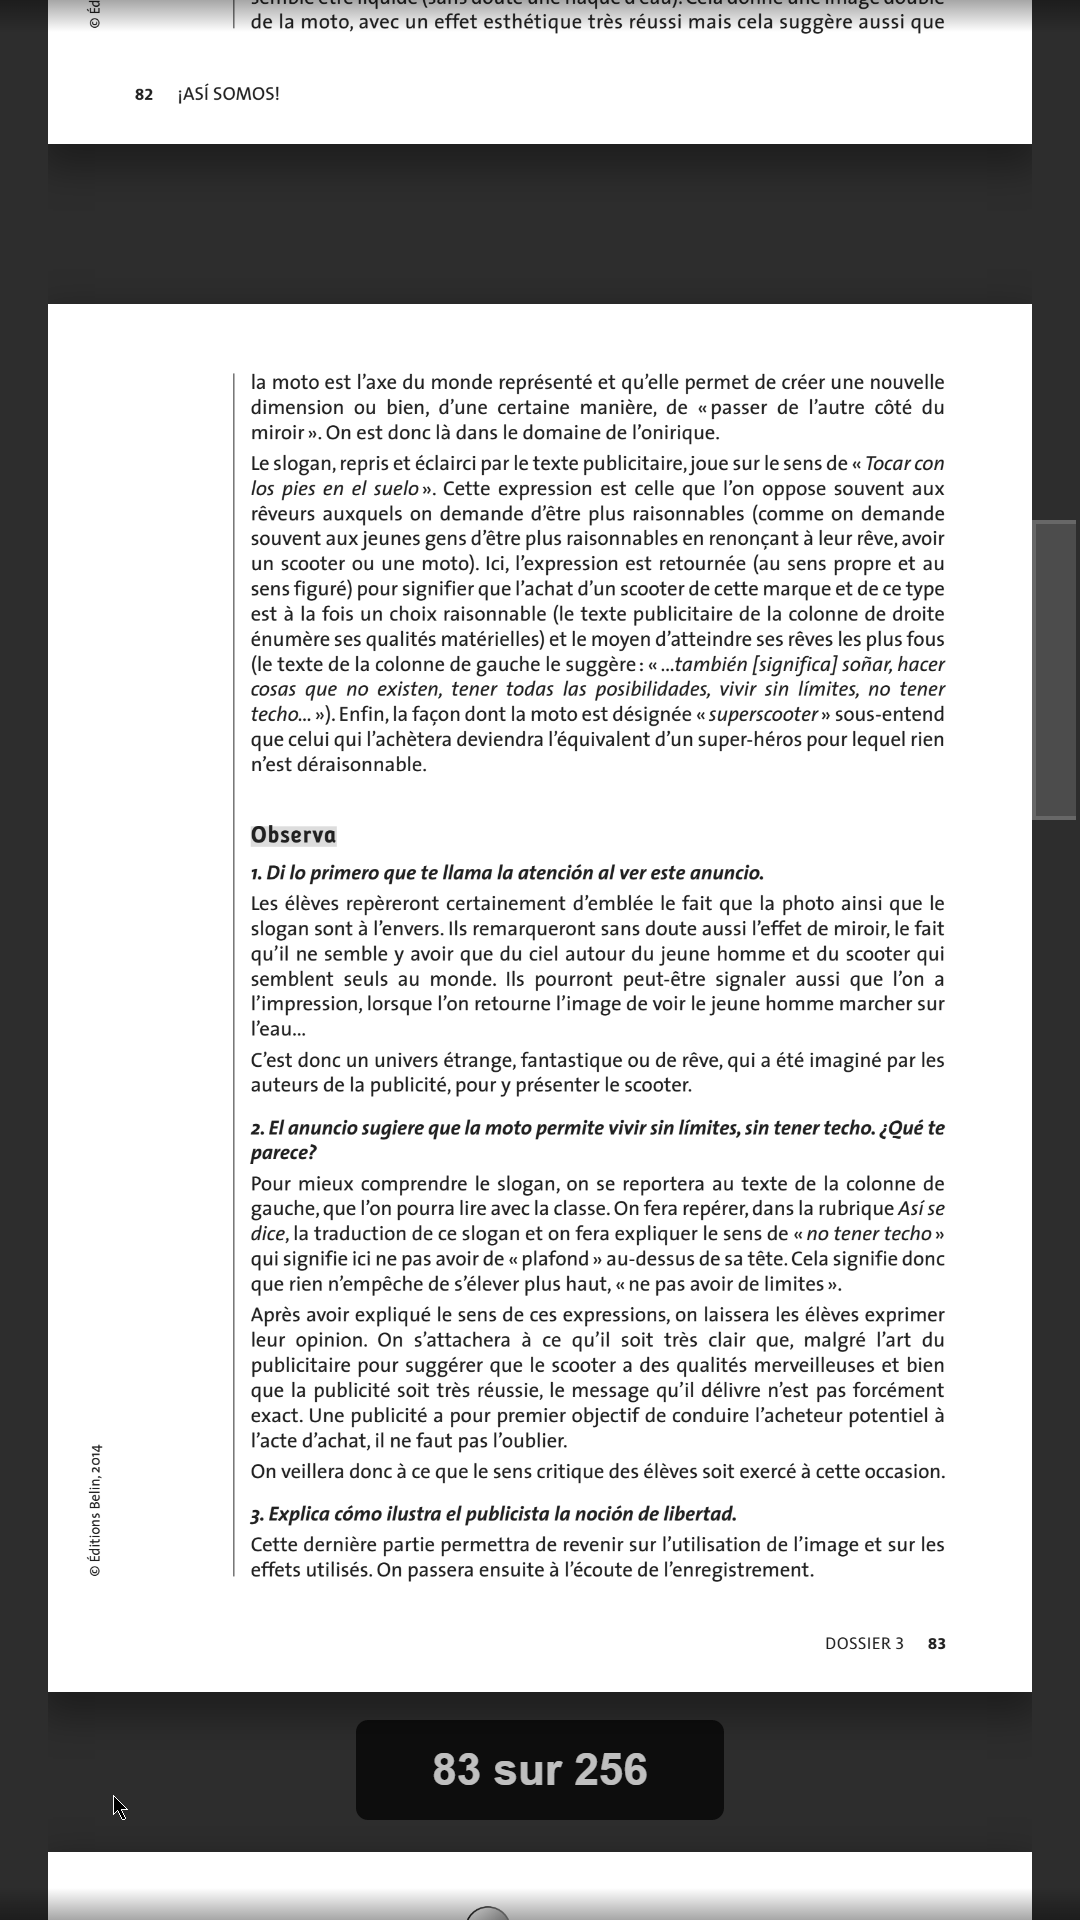 de la moto, avec un effet esthétique très réussi mais cela suggère aussi que
82 ¡ASÍ SOMOS!
la moto est l’axe du monde représenté et qu’elle permet de créer une nouvelle
dimension ou bien, d’une certaine manière, de « passer de l’autre côté du
miroir ». On est donc là dans le domaine de l’onirique.
Le slogan, repris et éclairci par le texte publicitaire, joue sur le sens de « Tocar con
los pies en el suelo ». Cette expression est celle que l’on oppose souvent aux
rêveurs auxquels on demande d’être plus raisonnables (comme on demande
souvent aux jeunes gens d’être plus raisonnables en renonçant à leur rêve, avoir
un scooter ou une moto). Ici, l’expression est retournée (au sens propre et au
sens figuré) pour signifier que l’achat d’un scooter de cette marque et de ce type
est à la fois un choix raisonnable (le texte publicitaire de la colonne de droite
énumère ses qualités matérielles) et le moyen d’atteindre ses rêves les plus fous
(le texte de la colonne de gauche le suggère : « ...también [significa] soñar, hacer
cosas que no existen, tener todas las posibilidades, vivir sin límites, no tener
techo... »). Enfin, la façon dont la moto est désignée « superscooter » sous-entend
que celui qui l’achètera deviendra l’équivalent d’un super-héros pour lequel rien
n’est déraisonnable.
Observa
1. Di lo primero que te llama la atención al ver este anuncio.
Les élèves repèreront certainement d’emblée le fait que la photo ainsi que le
slogan sont à l’envers. Ils remarqueront sans doute aussi l’effet de miroir, le fait
qu’il ne semble y avoir que du ciel autour du jeune homme et du scooter qui
semblent seuls au monde. Ils pourront peut-être signaler aussi que l’on a
l’impression, lorsque l’on retourne l’image de voir le jeune homme marcher sur
l’eau...
C’est donc un univers étrange, fantastique ou de rêve, qui a été imaginé par les
auteurs de la publicité, pour y présenter le scooter.
2. El anuncio sugiere que la moto permite vivir sin límites, sin tener techo. ¿Qué te
parece?
Pour mieux comprendre le slogan, on se reportera au texte de la colonne de
gauche, que l’on pourra lire avec la classe. On fera repérer, dans la rubrique Así se
dice, la traduction de ce slogan et on fera expliquer le sens de « no tener techo »
qui signifie ici ne pas avoir de « plafond » au-dessus de sa tête. Cela signifie donc
que rien n’empêche de s’élever plus haut, « ne pas avoir de limites ».
Après avoir expliqué le sens de ces expressions, on laissera les élèves exprimer
leur opinion. On s’attachera à ce qu’il soit très clair que, malgré l’art du
publicitaire pour suggérer que le scooter a des qualités merveilleuses et bien
que la publicité soit très réussie, le message qu’il délivre n’est pas forcément
exact. Une publicité a pour premier objectif de conduire l’acheteur potentiel à
l’acte d’achat, il ne faut pas l’oublier.
On veillera donc à ce que le sens critique des élèves soit exercé à cette occasion.
3. Explica cómo ilustra el publicista la noción de libertad.
Cette dernière partie permettra de revenir sur l’utilisation de l’image et sur les
effets utilisés. On passera ensuite à l’écoute de l’enregistrement.
© Éditions Belin, 2014
DOSSIER 3 83
83 sur 256